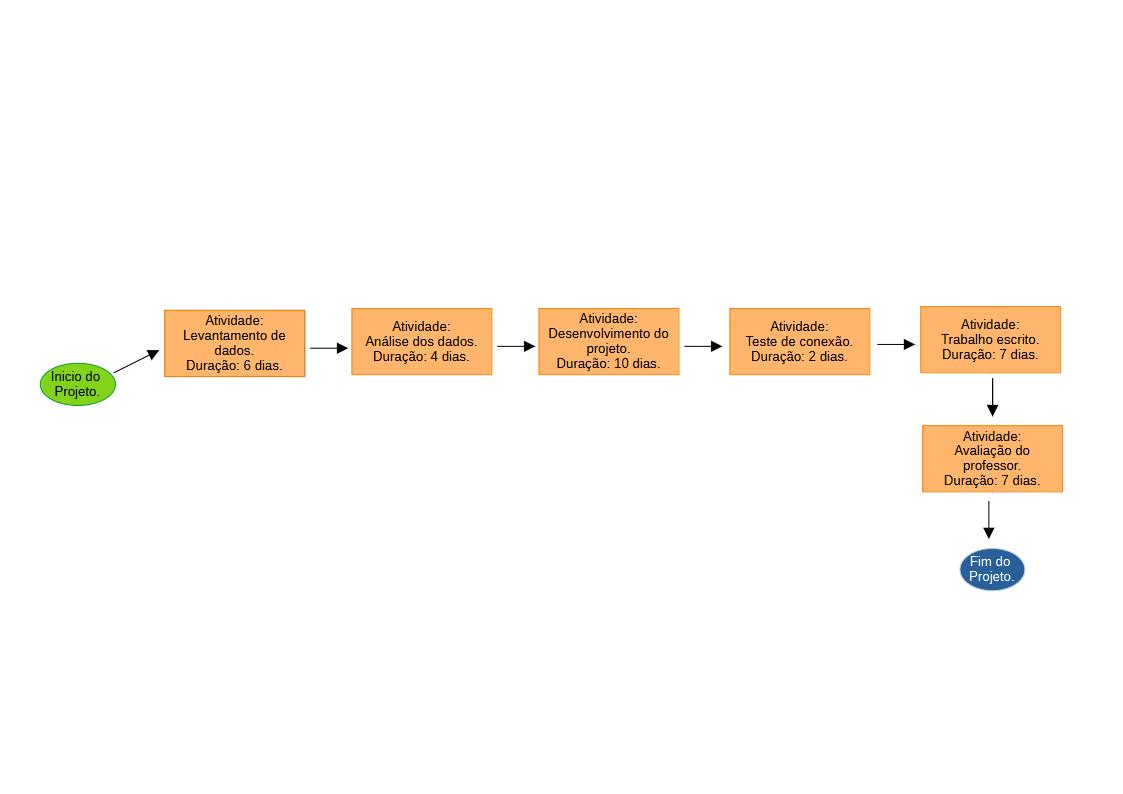 Inicio do
Projeto.
Atividade:
Levantamento de
dados.
Duração: 6 dias.
Atividade:
Análise dos dados.
Duração: 4 dias.
Atividade:
Desenvolvimento do
projeto.
Duração: 10 dias.
Atividade:
Teste de conexão.
Duração: 2 dias.
Atividade:
Trabalho escrito.
Duração: 7 dias.
Atividade:
Avaliação do
professor.
Duração: 7 dias.
Fim do
Projeto.